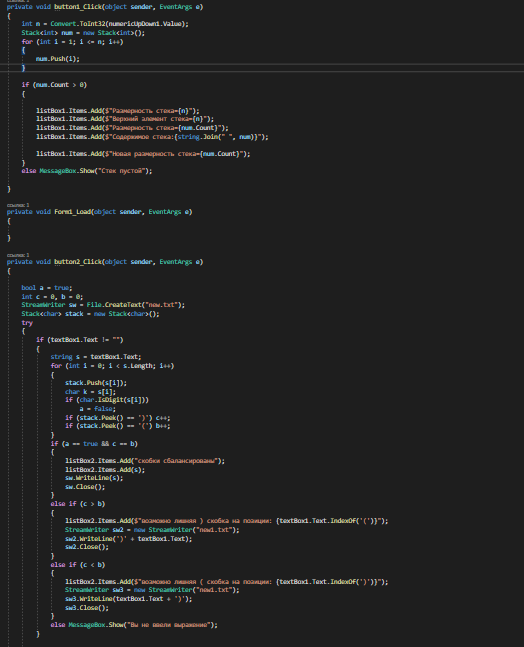 private void button1_Click(object sender, EventArgs e)
{
int n = Convert.ToInt32(numericUpDown1.Value);
Stack<int> num = new Stack<int>();
for (int i = 1; i <= n; i++)
{
num.Push(i);
}
if (num.Count > 0)
{
listBox1.Items.Add($"Размерность стека={n}");
listBox1.Items.Add($"Верхний элемент стека={n}");
listBox1.Items.Add($"Размерность стека={num.Count}");
listBox1.Items.Add($"Содержимое стека:{string.Join(" ", num)}");
listBox1.Items.Add($"Новая размерность стека={num.Count}");
}
else MessageBox.Show("Стек пустой");
}
ссылка: 1
private void Form1_Load(object sender, EventArgs e)
{
}
ссылка: 1
private void button2_Click(object sender, EventArgs e)
{
bool a = true;
int c = 0, b = 0;
StreamWriter sw = File.CreateText("new.txt");
Stack<char> stack = new Stack<char>();
try
{
if (textBox1.Text != "")
{
string s = textBox1.Text;
for (int i = 0; i < s.Length; i++)
{
stack.Push(s[i]);
char k = s[i];
if (char.IsDigit(s[i]))
a = false;
if (stack.Peek() == ')') c++;
if (stack.Peek() == '(') b++;
}
if (a == true && c == b)
{
listBox2.Items.Add("скобки сбалансированы");
listBox2.Items.Add(s);
sw.WriteLine(s);
sw.Close();
}
else if (c > b)
{
listBox2.Items.Add($"возможно лишняя ) скобка на позиции: {textBox1.Text.IndexOf('(')}");
StreamWriter sw2 = new StreamWriter("new1.txt");
sw2.WriteLine(')' + textBox1.Text);
sw2.Close();
}
else if (c < b)
{
listBox2.Items.Add($"возможно лишняя ( скобка на позиции: {textBox1.Text.IndexOf(')')}");
StreamWriter sw3 = new StreamWriter("new1.txt");
sw3.WriteLine(textBox1.Text + ')');
sw3.Close();
}
else MessageBox.Show("Вы не ввели выражение");
}